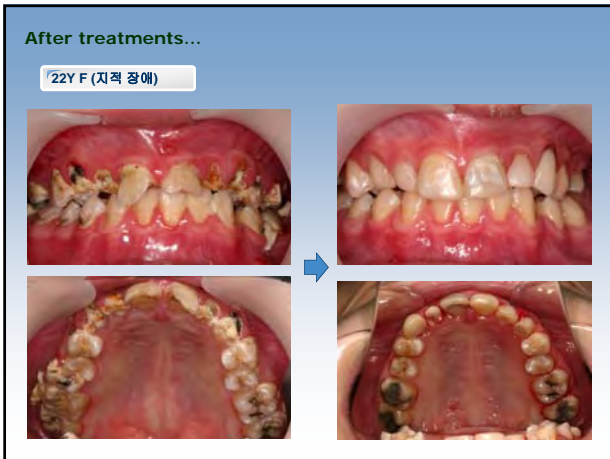 After treatments...
22Y F (지적 장애)